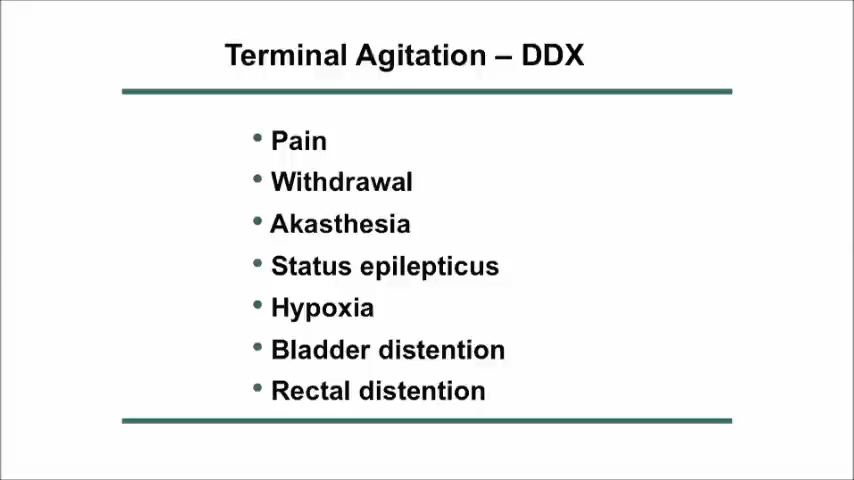 Terminal Agitation – DDX
• Pain
• Withdrawal
• Akasthesia
• Status epilepticus
• Hypoxia
• Bladder distention
• Rectal distention